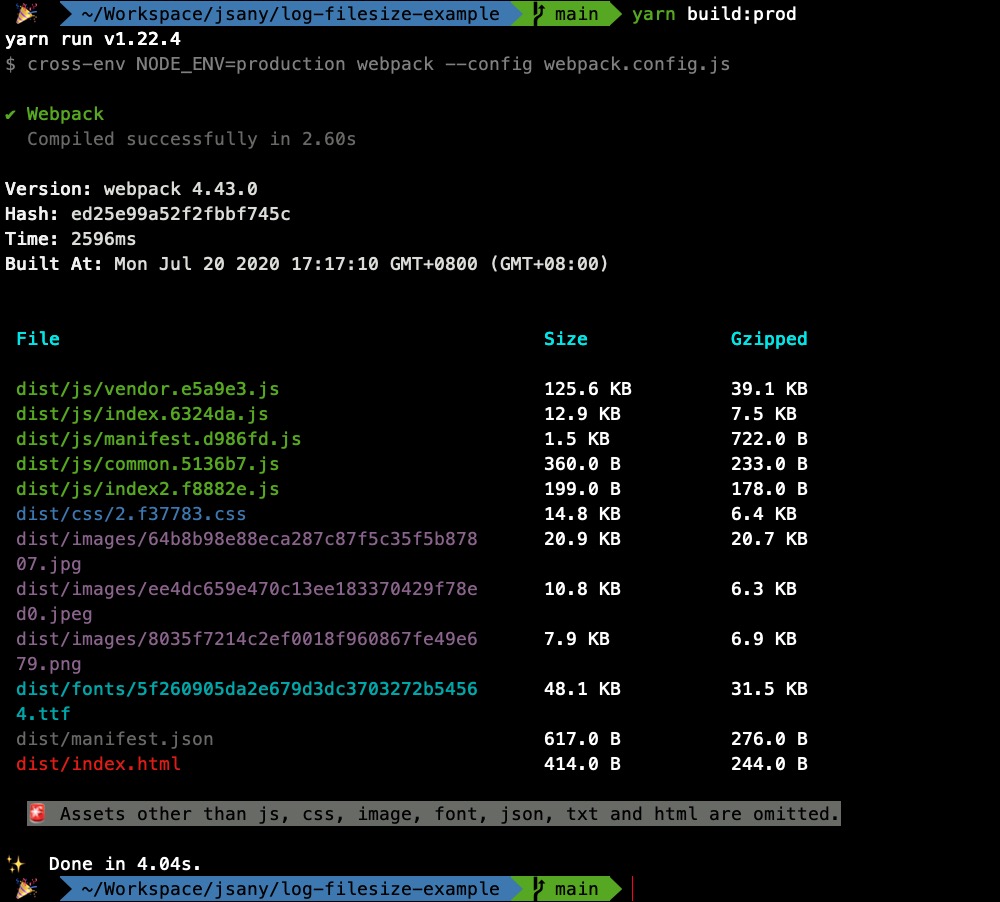 ~/Workspace/jsany/log-filesize-example main yarn build:prod
yarn run v1.22.4
$ cross-env NODE_ENV=production webpack --config webpack.config.js
✔ Webpack
Compiled successfully in 2.60s
Version: webpack 4.43.0
Hash: ed25e99a52f2fbbf745c
Time: 2596ms
Built At: Mon Jul 20 2020 17:17:10 GMT+0800 (GMT+08:00)
File Size Gzipped
dist/js/vendor.e5a9e3.js 125.6 KB 39.1 KB
dist/js/index.6324da.js 12.9 KB 7.5 KB
dist/js/manifest.d986fd.js 1.5 KB 722.0 B
dist/js/common.5136b7.js 360.0 B 233.0 B
dist/js/index2.f8882e.js 199.0 B 178.0 B
dist/css/2.f37783.css 14.8 KB 6.4 KB
dist/images/64b8b98e88eca287c87f5c35f5b878 20.9 KB 20.7 KB
07.jpg
dist/images/ee4dc659e470c13ee183370429f78e 10.8 KB 6.3 KB
d0.jpeg
dist/images/8035f7214c2ef0018f960867fe49e6 7.9 KB 6.9 KB
79.png
dist/fonts/5f260905da2e679d3dc3703272b5456 48.1 KB 31.5 KB
4.ttf
dist/manifest.json 617.0 B 276.0 B
dist/index.html 414.0 B 244.0 B
🚨 Assets other than js, css, image, font, json, txt and html are omitted.
✨ Done in 4.04s.
~/Workspace/jsany/log-filesize-example main